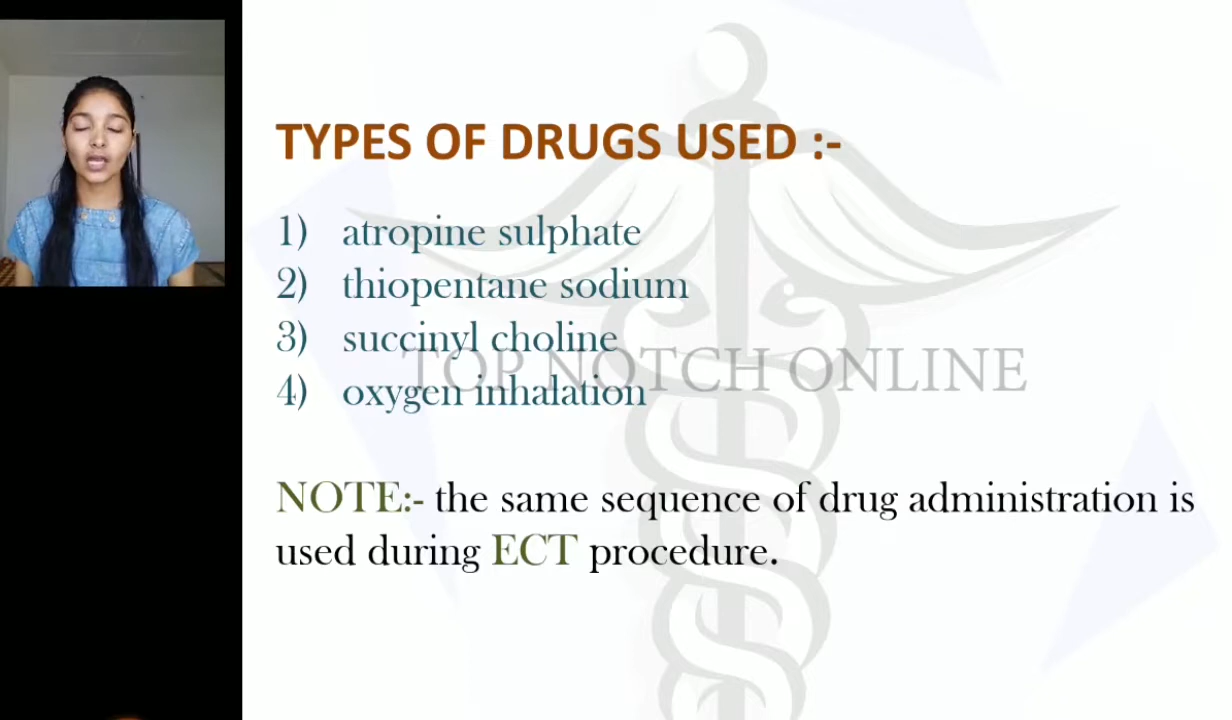 TYPES OF DRUGS USED :-
1) atropine sulphate
2) thiopentane sodium
3) succinyl choline
4) oxygen inhalation
TOP NOTCH ONLINE
NOTE:- the same sequence of drug administration is
used during ECT procedure.